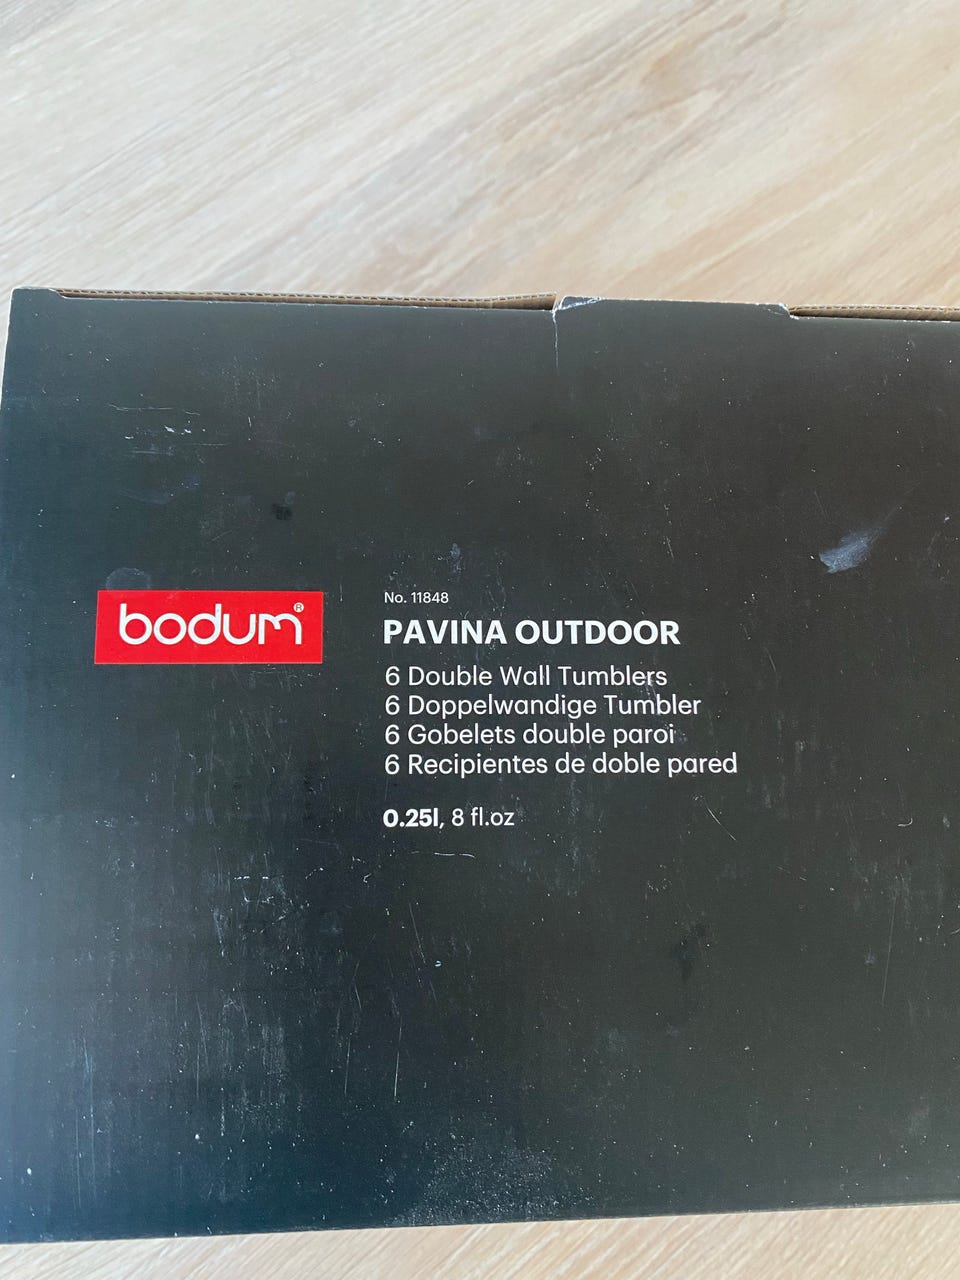 bodum®
No. 11848
PAVINA OUTDOOR
6 Double Wall Tumblers
6 Doppelwandige Tumbler
6 Gobelets double paroi
6 Recipientes de doble pared
0.25l, 8 fl.oz